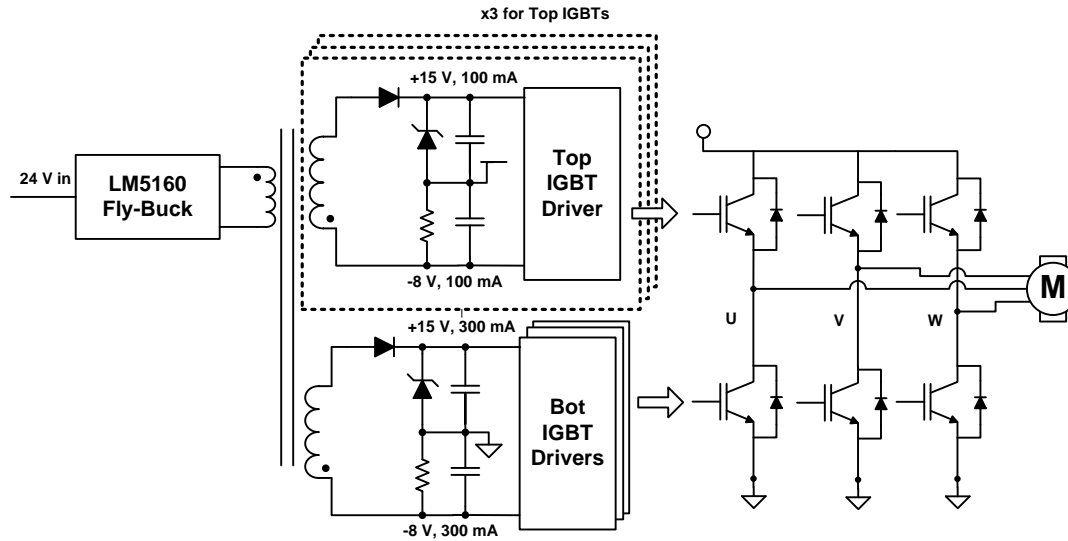 x3 for Top IGBTs
+15 V, 100 mA
24 V in
LM5160
Fly-Buck
Top
IGBT
Driver
-8 V, 100 mA
M
U
V
W
+15 V, 300 mA
Bot
IGBT
Drivers
-8 V, 300 mA